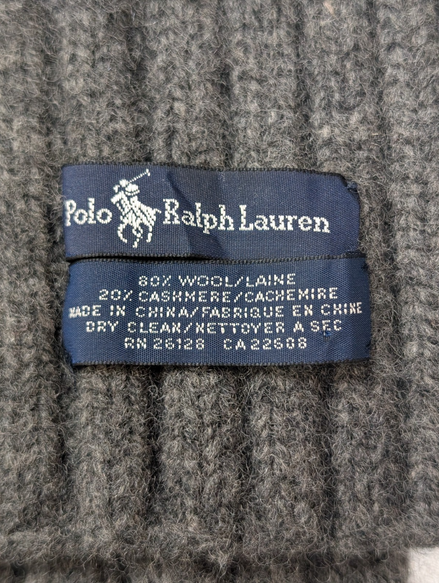 Polo Ralph Lauren
80% WOOL/LAINE
20% CASHMERE/CACHEMIRE
MADE IN CHINA/FABRIQUE EN CHINE
DRY CLEAN/NETTOYER A SEC
RN 26128 CA22608